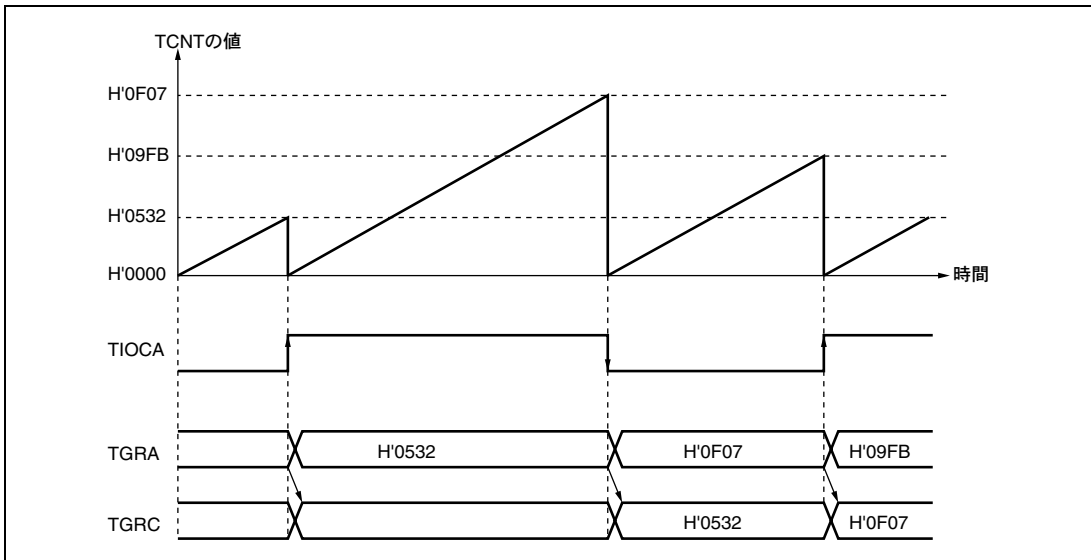 TCNTの値
H'0F07
H'09FB
H'0532
H'0000
時間
TIOCA
TGRA H'0532 H'0F07 H'09FB
TGRC H'0532 H'0F07